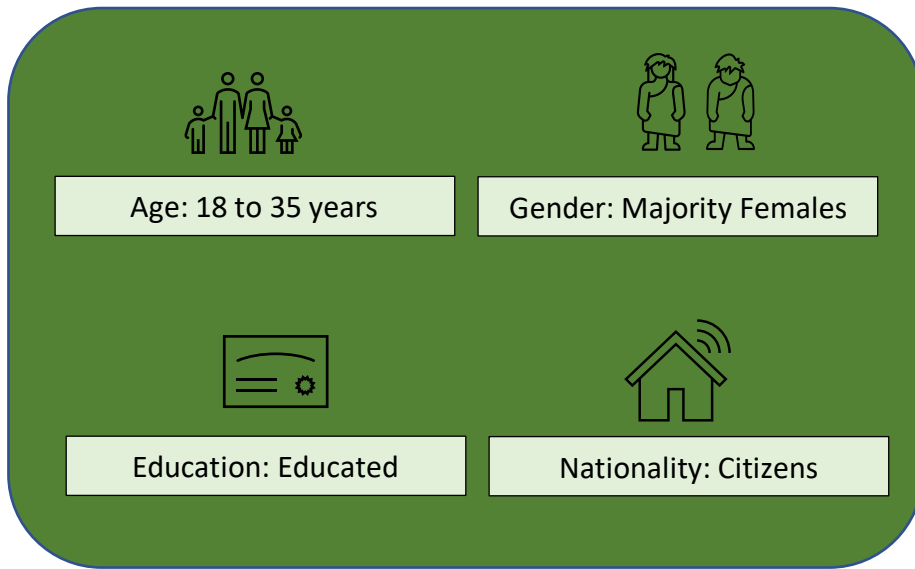 Age: 18 to 35 years
Gender: Majority Females
Education: Educated
Nationality: Citizens